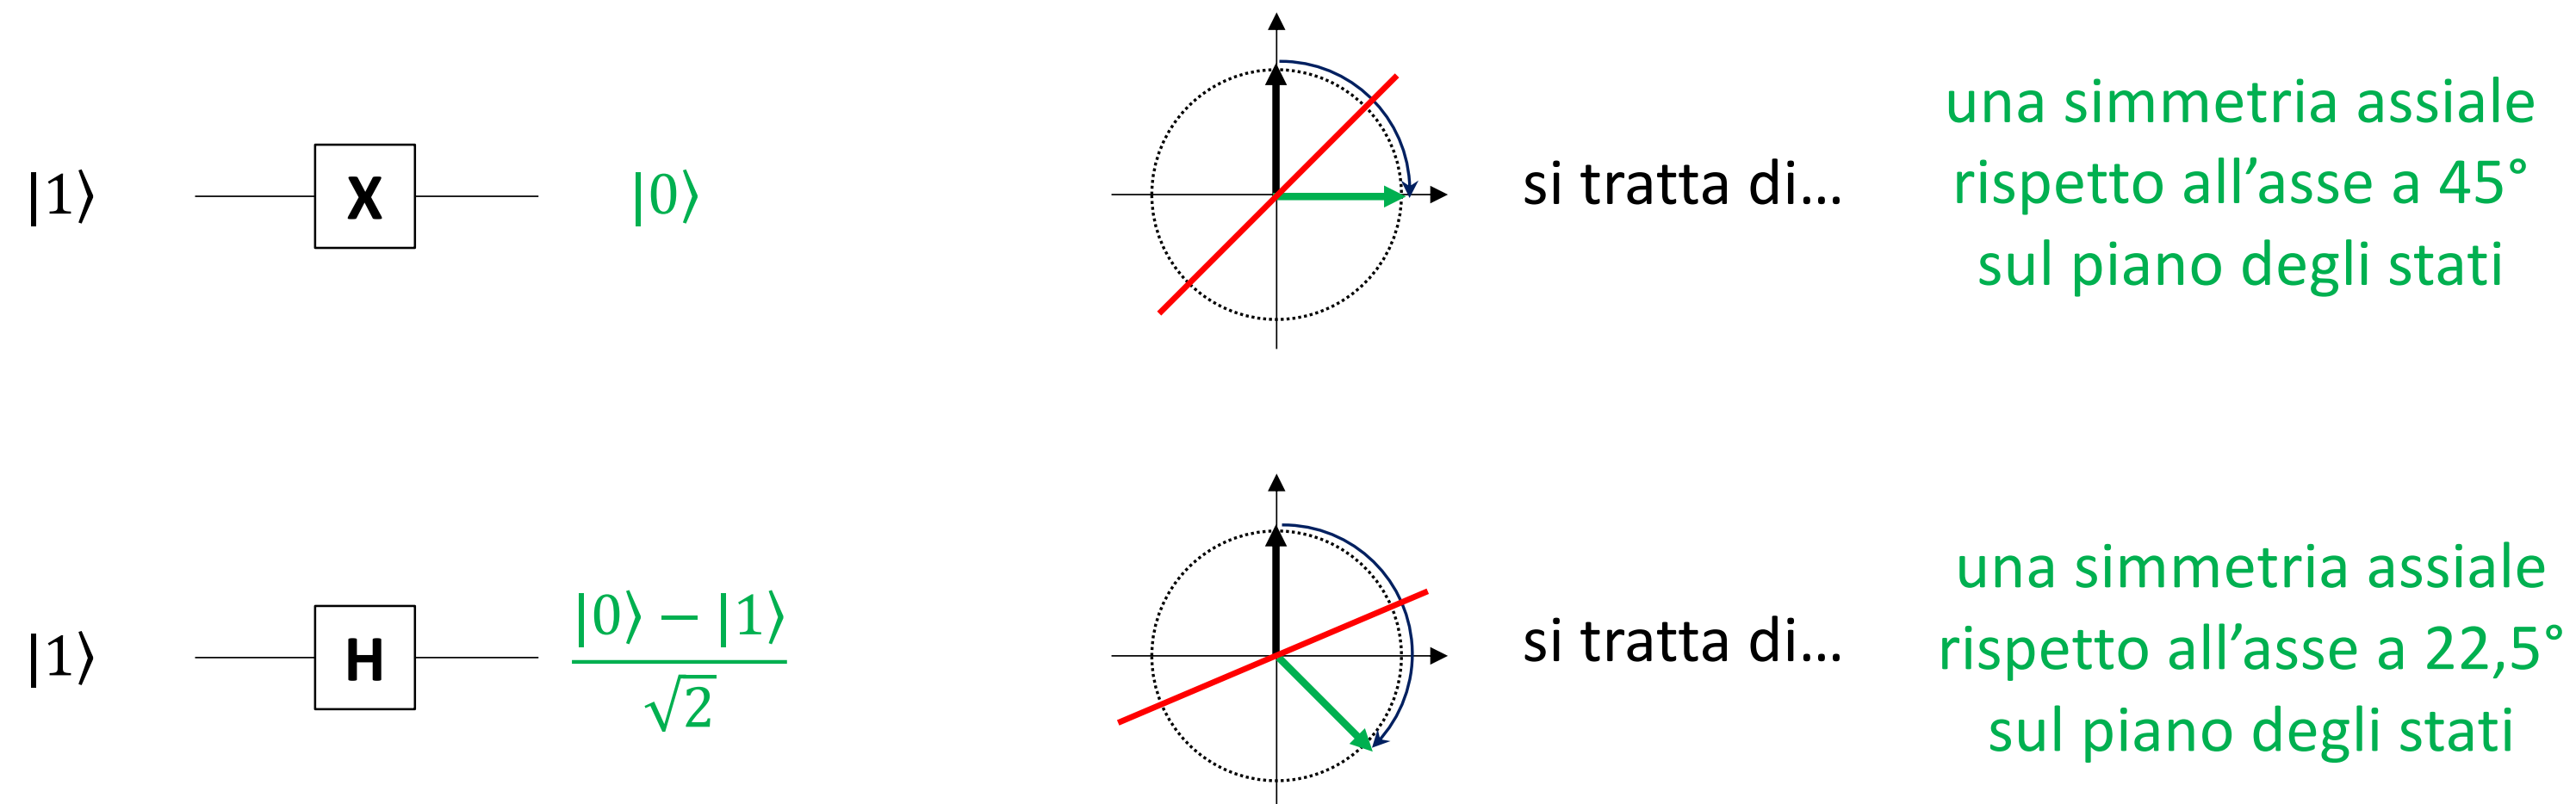 |1⟩ X |0⟩
si tratta di…
una simmetria assiale
rispetto all’asse a 45°
sul piano degli stati
|1⟩ H |0⟩ − |1⟩
√2
si tratta di…
una simmetria assiale
rispetto all’asse a 22,5°
sul piano degli stati